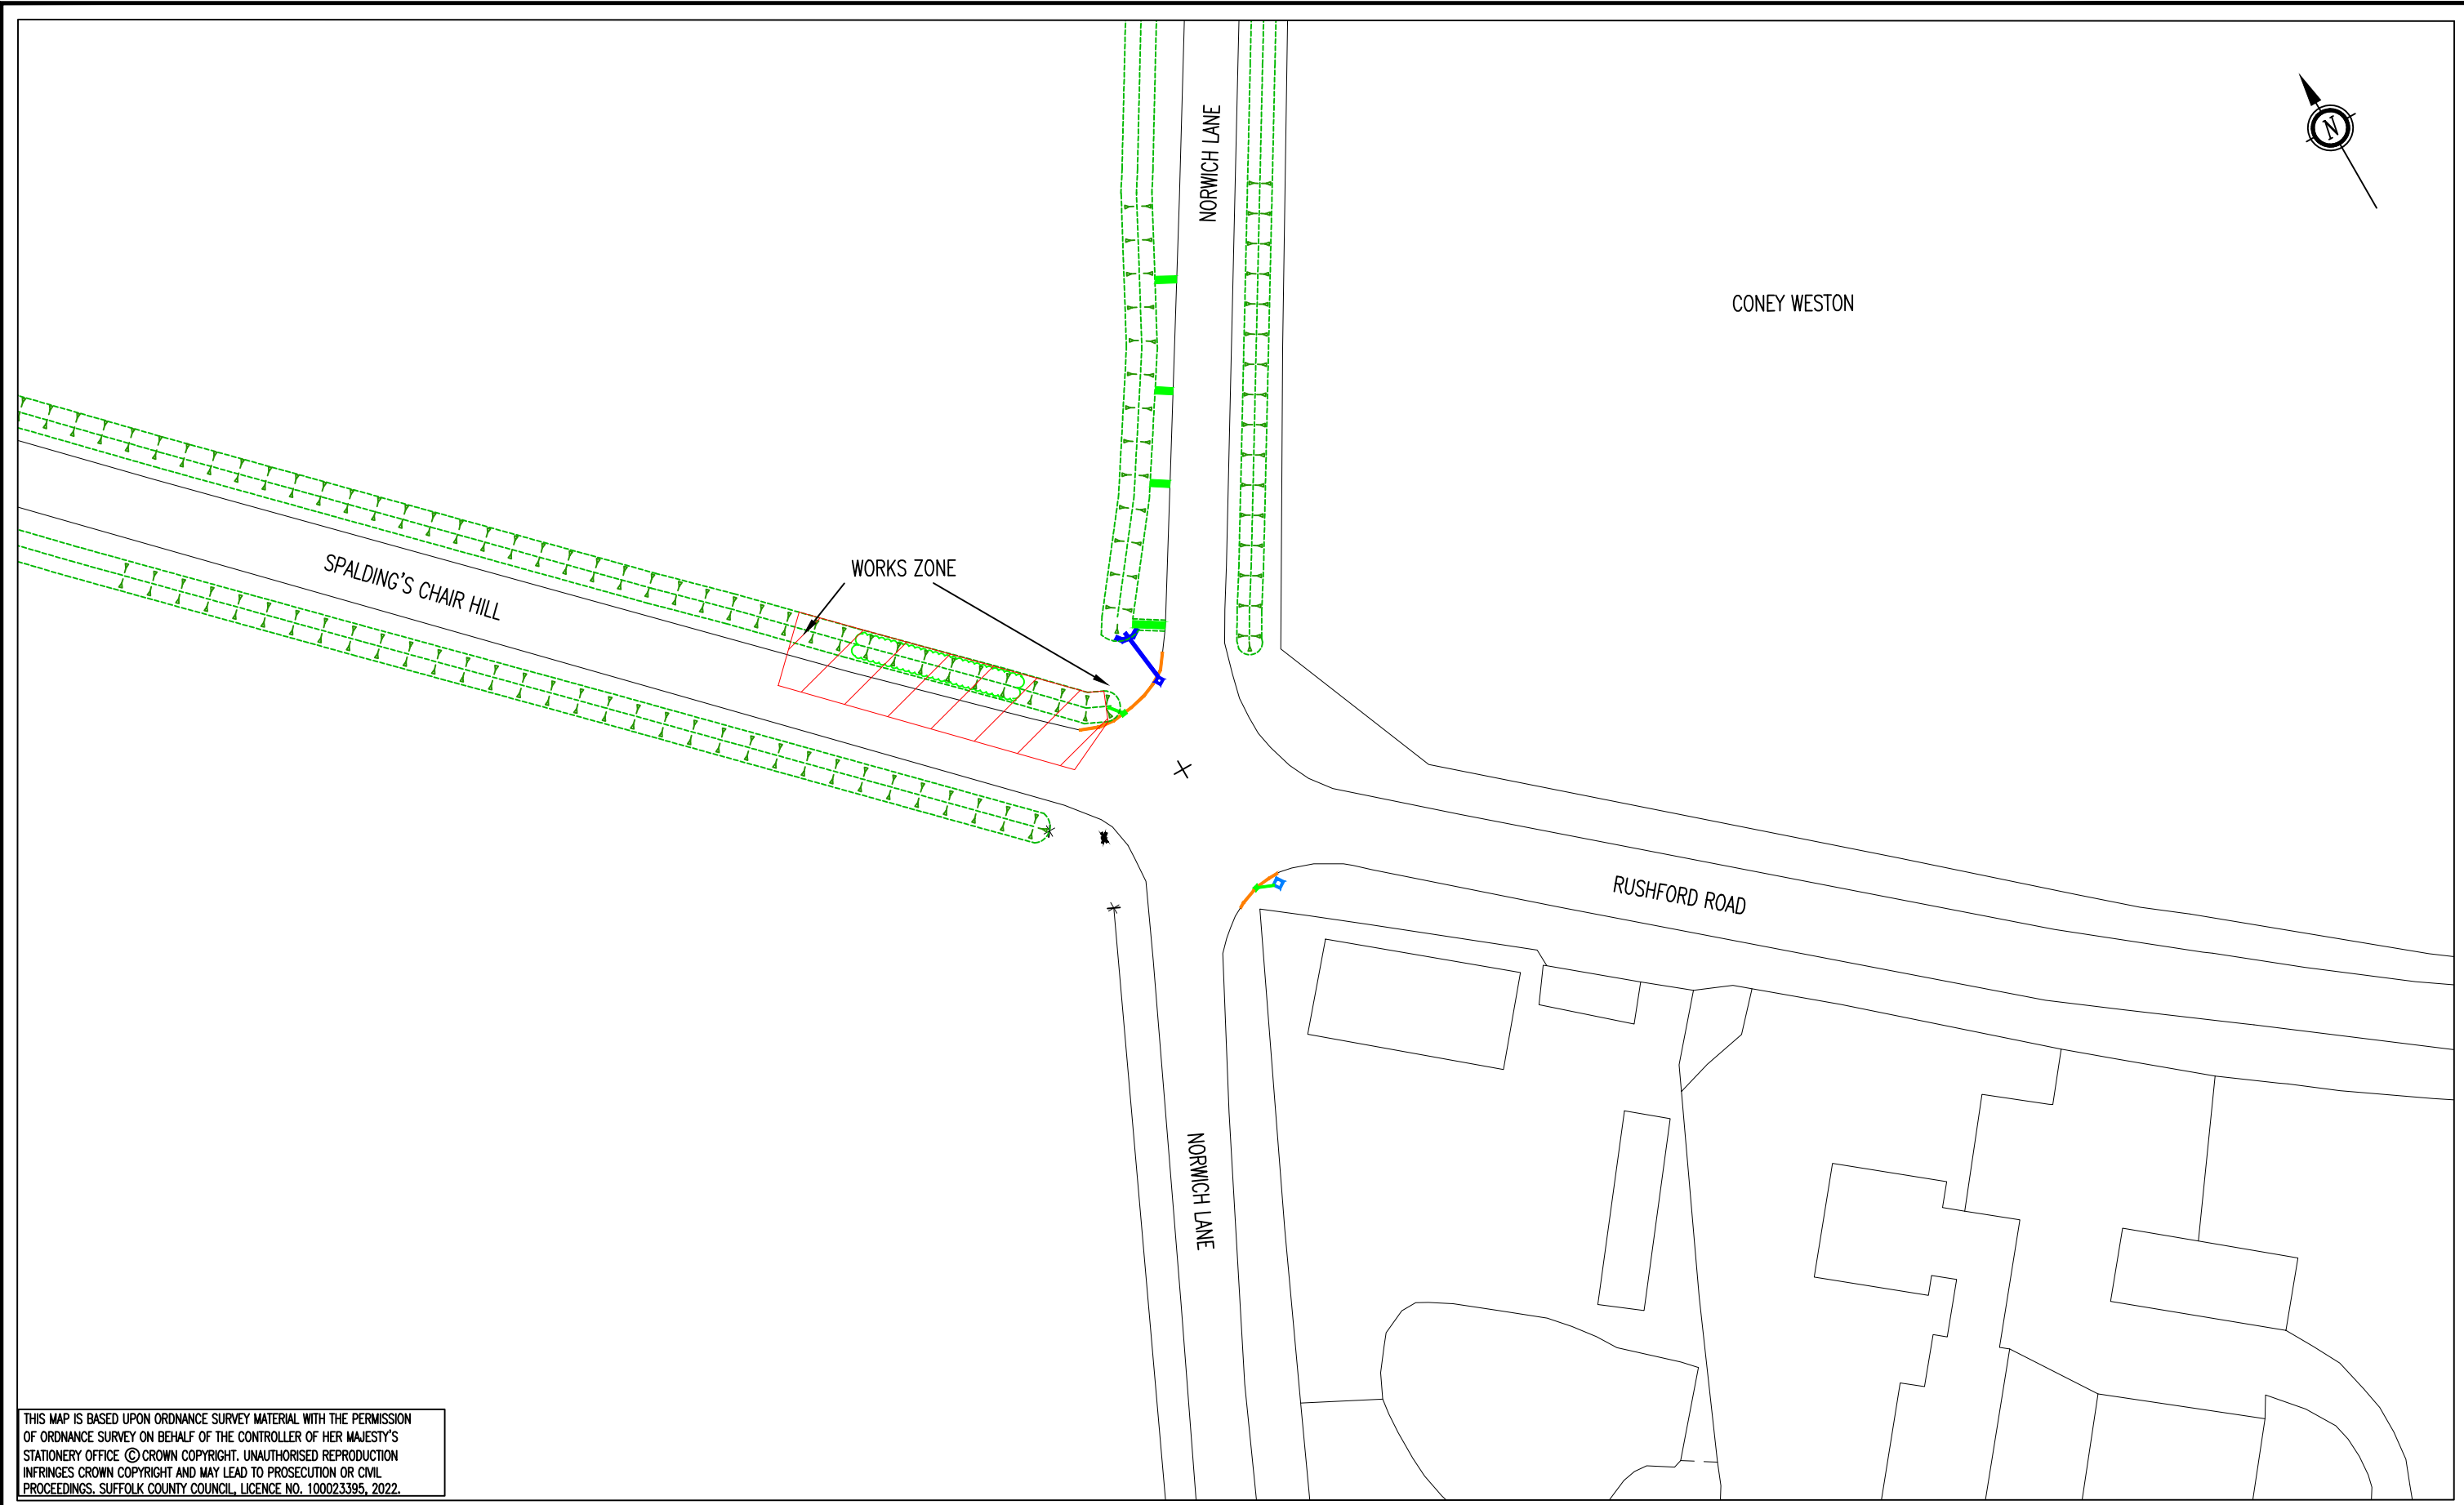 NORWICH LANE
N
CONEY WESTON
SPALDING'S CHAIR HILL
WORKS ZONE
RUSHFORD ROAD
NORWICH LANE
THIS MAP IS BASED UPON ORDNANCE SURVEY MATERIAL WITH THE PERMISSION
OF ORDNANCE SURVEY ON BEHALF OF THE CONTROLLER OF HER MAJESTY'S
STATIONERY OFFICE © CROWN COPYRIGHT. UNAUTHORISED REPRODUCTION
INFRINGES CROWN COPYRIGHT AND MAY LEAD TO PROSECUTION OR CIVIL
PROCEEDINGS. SUFFOLK COUNTY COUNCIL, LICENCE NO. 100023395, 2022.